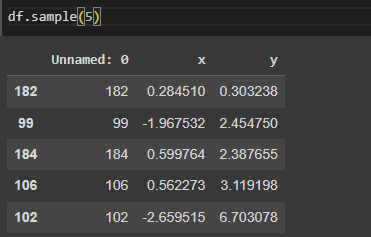 df.sample(5)
Unnamed: 0 x y
182 182 0.284510 0.303238
99 99 -1.967532 2.454750
184 184 0.599764 2.387655
106 106 0.562273 3.119198
102 102 -2.659515 6.703078